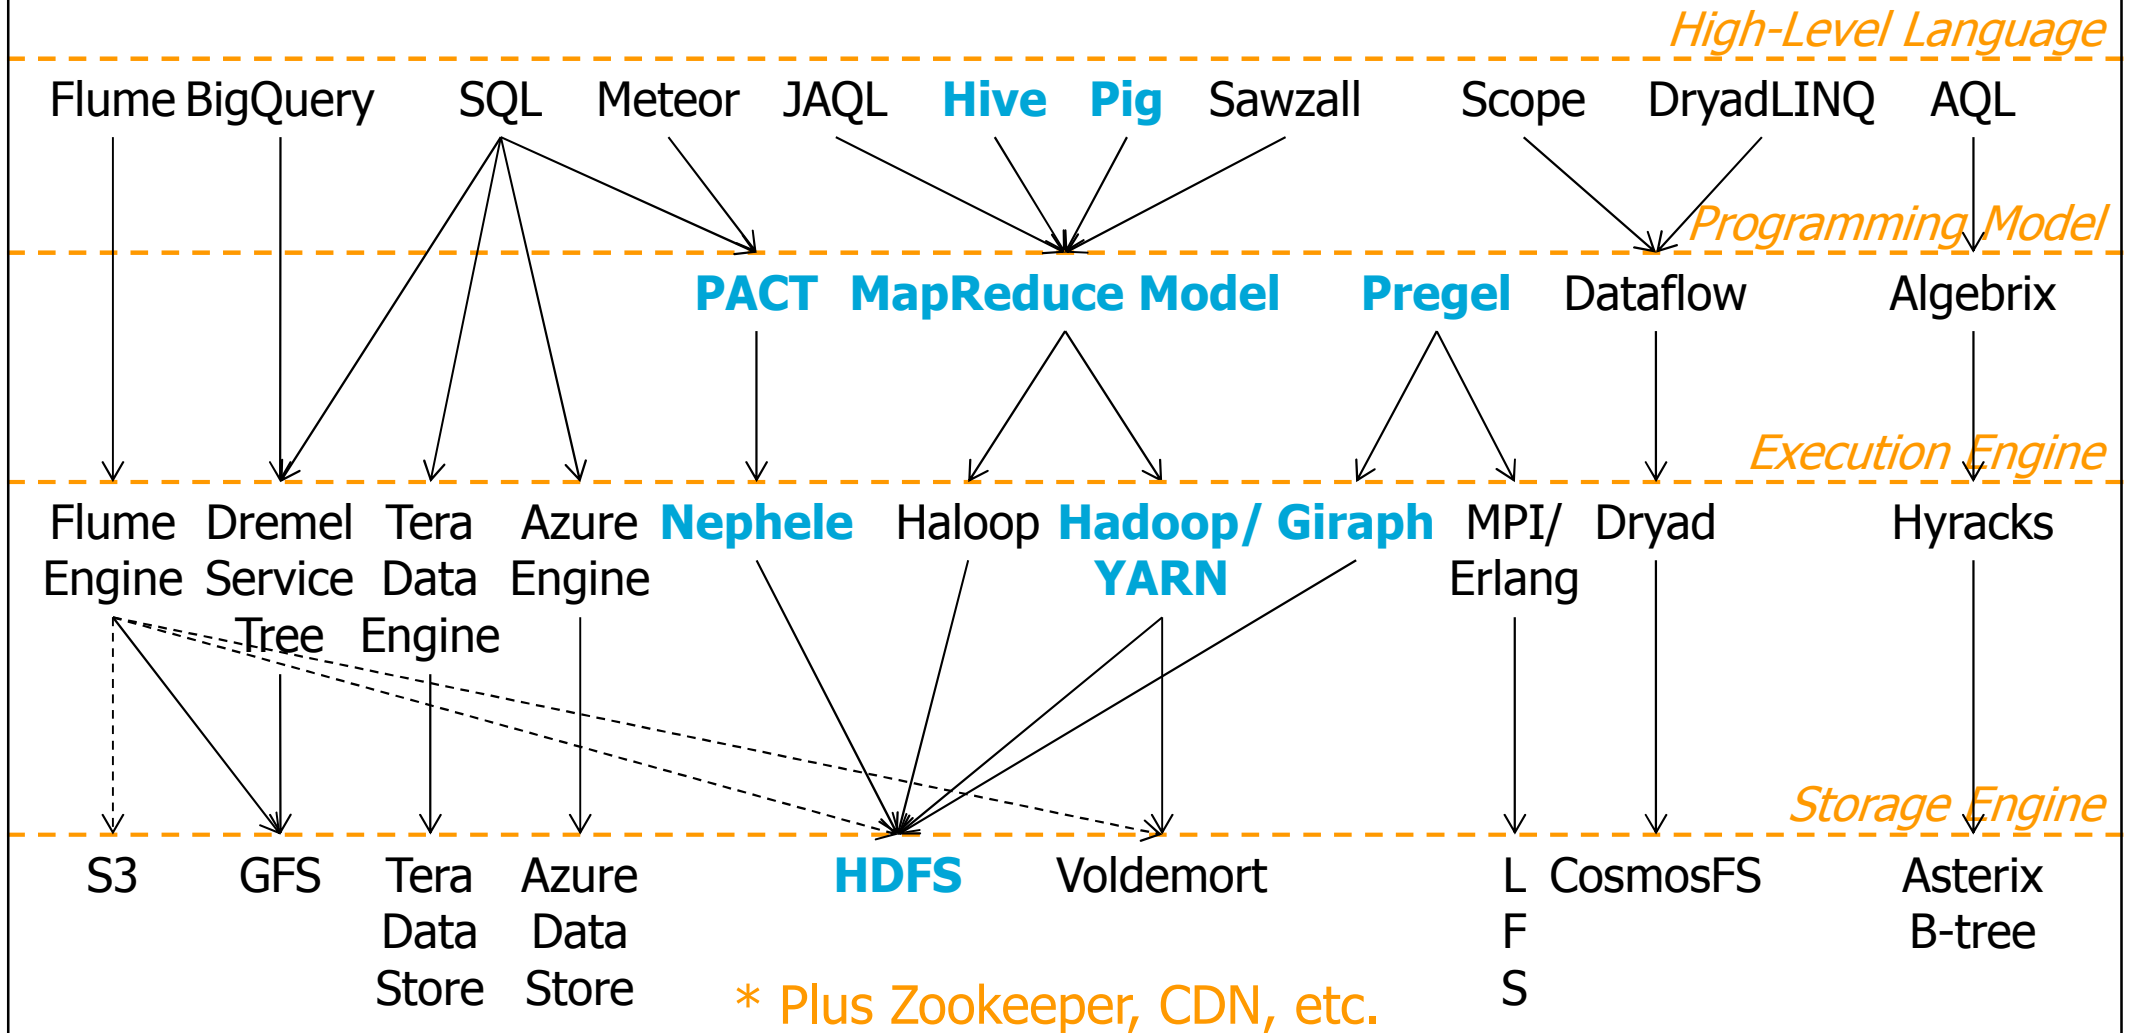 High-Level Language
Flume BigQuery SQL Meteor JAQL Hive Pig Sawzall Scope DryadLINQ AQL
Programming Model
PACT MapReduce Model Pregel Dataflow Algebrix
Execution Engine
Flume Dremel Tera Azure Nephele Haloop Hadoop/ Giraph MPI/ Dryad Hyracks
Engine Service Data Engine YARN Erlang
Tree Engine
Storage Engine
S3 GFS Tera Azure HDFS Voldemort L CosmosFS Asterix
Data Data F B-tree
Store Store S
* Plus Zookeeper, CDN, etc.